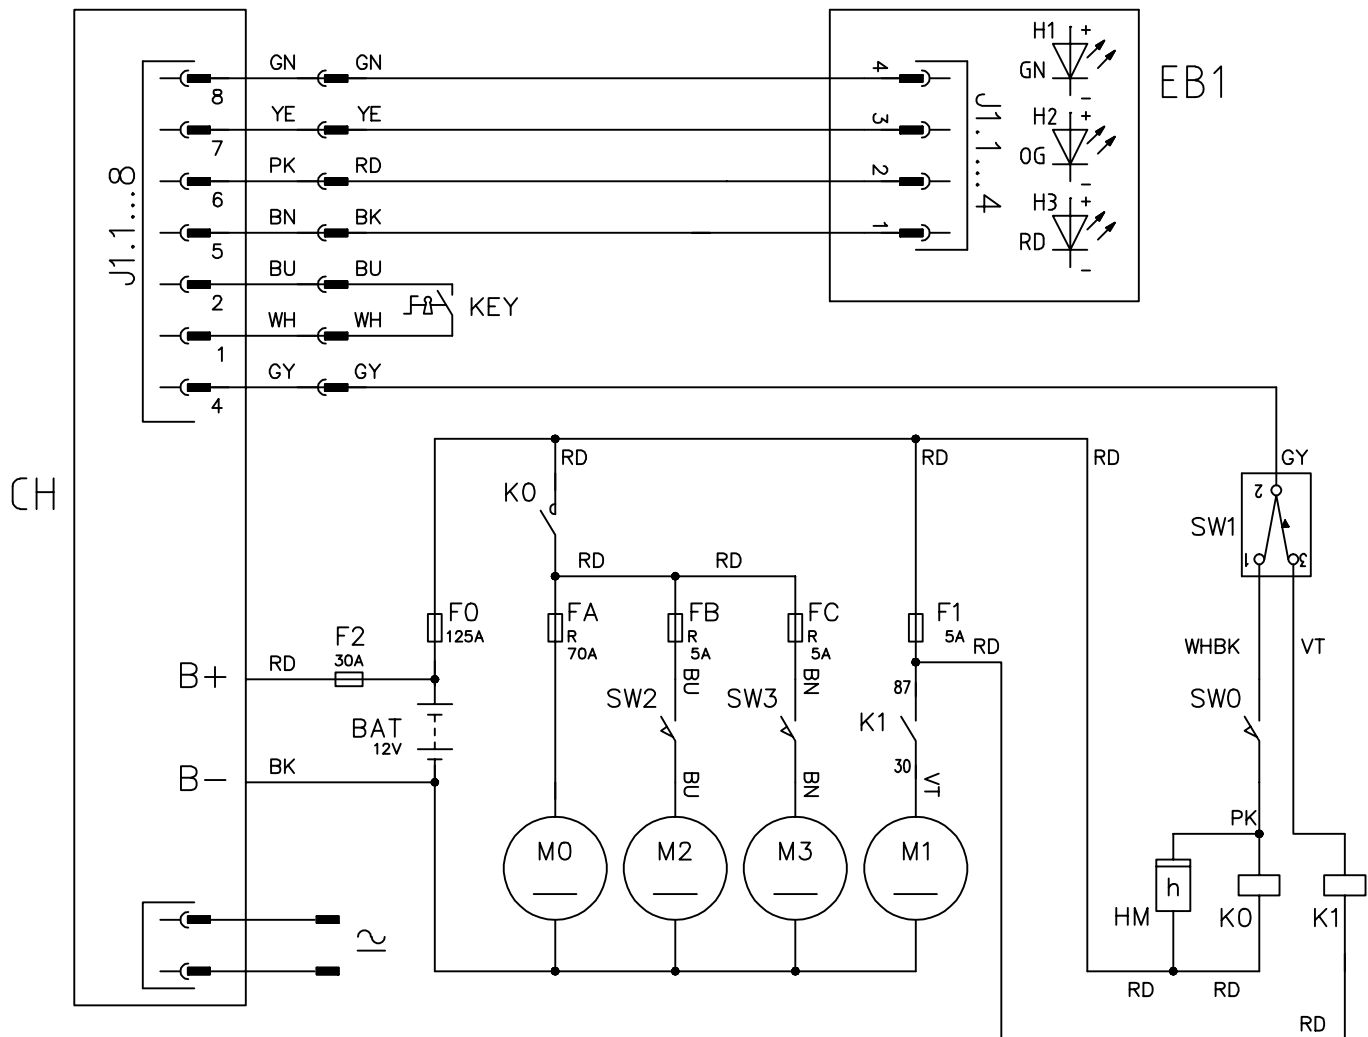 H1 +
GN
-
H2 +
OG
-
H3 +
RD
-
EB1
J1.1...4
4
3
2
1
GN GN
8
YE YE
7
PK RD
6
BN BK
5
BU BU
2
WH WH
1
GY GY
4
J1.1...8
KEY
CH
RD
RD
RD
GY
K0
2
SW1
1
3
RD
RD
F0
125A
FA
R
70A
FB
R
5A
FC
R
5A
F1
5A
RD
F2
30A
B+
RD
WHBK
VT
BU
BN
87
SW2
SW3
K1
SW0
BAT
12V
30
B-
BK
BU
BN
VT
PK
M0
M2
M3
M1
h
HM
K0
K1
RD
RD
RD